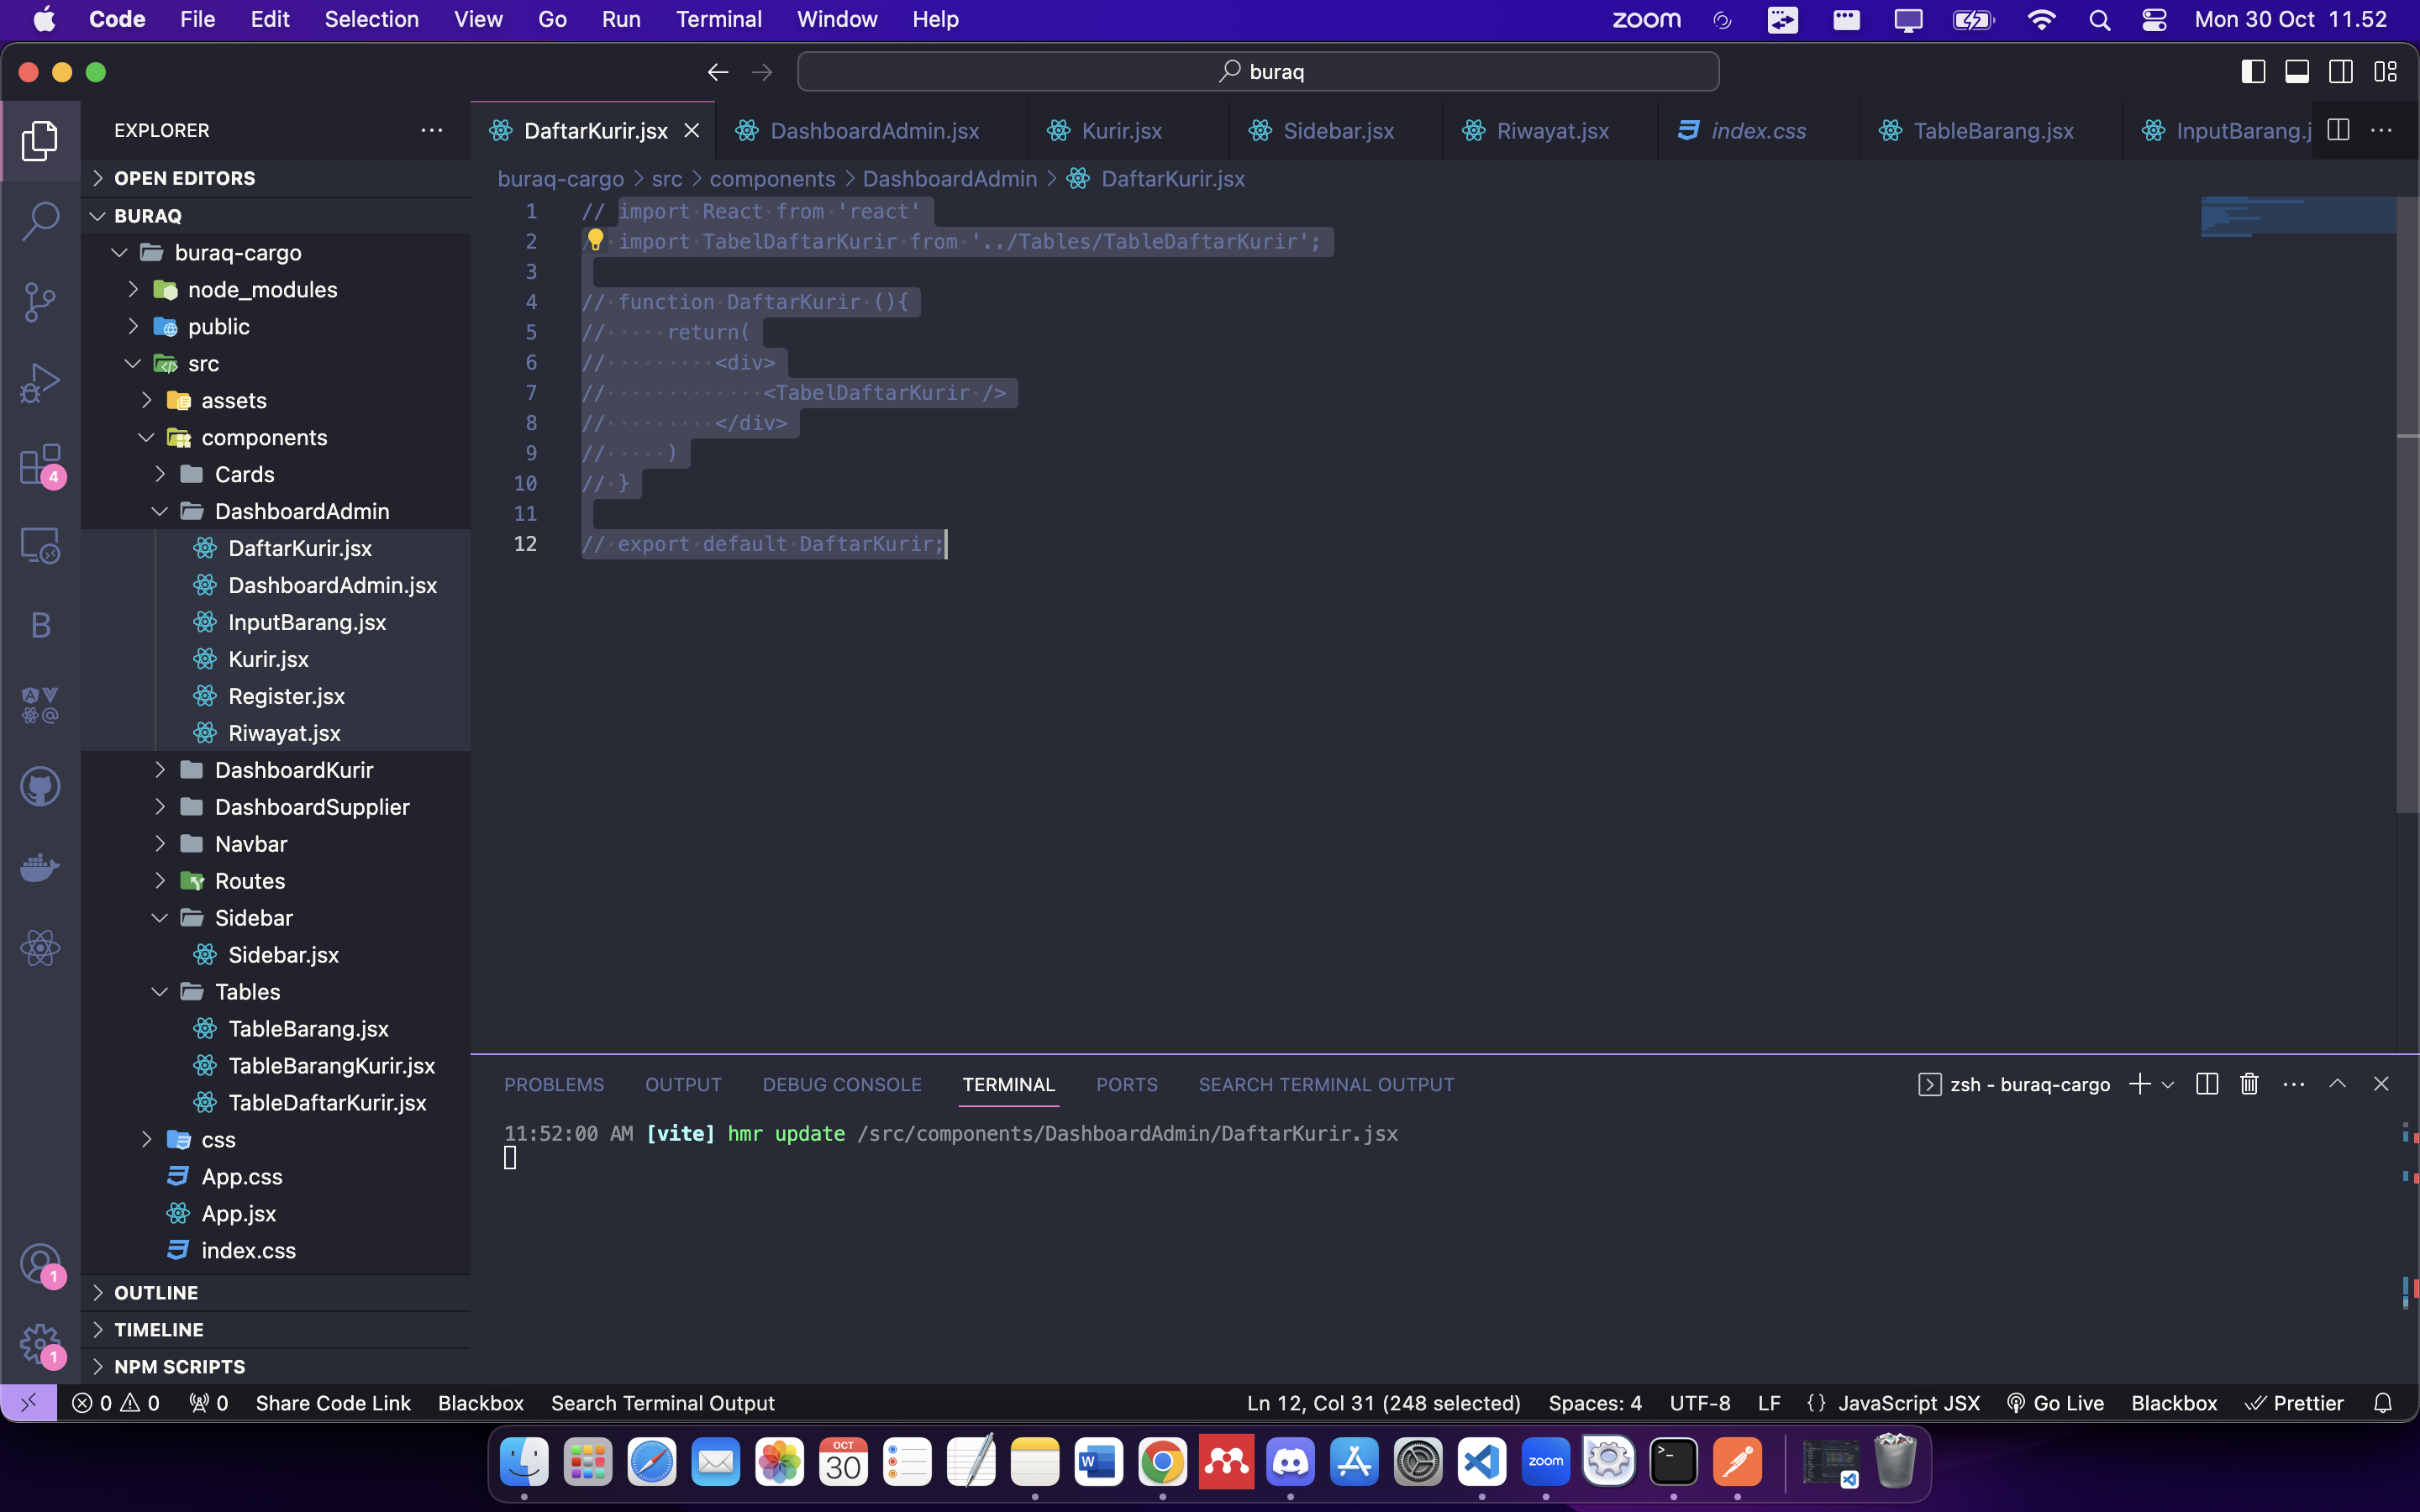 Code File Edit Selection View Go Run Terminal Window Help zoom Mon 30 Oct 11.52
buraq
EXPLORER
DaftarKurir.jsx DashboardAdmin.jsx Kurir.jsx Sidebar.jsx Riwayat.jsx index.css TableBarang.jsx InputBarang.j
OPEN EDITORS
BURAQ
buraq-cargo
node_modules
public
src
assets
components
Cards
DashboardAdmin
DaftarKurir.jsx
DashboardAdmin.jsx
InputBarang.jsx
Kurir.jsx
Register.jsx
Riwayat.jsx
DashboardKurir
DashboardSupplier
Navbar
Routes
Sidebar
Sidebar.jsx
Tables
TableBarang.jsx
TableBarangKurir.jsx
TableDaftarKurir.jsx
css
App.css
App.jsx
index.css
OUTLINE
TIMELINE
NPM SCRIPTS
4
B
1
1
buraq-cargo > src > components > DashboardAdmin > DaftarKurir.jsx
1 // import React from 'react'
2 / import TabelDaftarKurir from '../Tables/TableDaftarKurir';
3
4 // function DaftarKurir (){
5 //     return(
6 //         <div>
7 //             <TabelDaftarKurir />
8 //         </div>
9 //     )
10 // }
11
12 // export default DaftarKurir;
PROBLEMS OUTPUT DEBUG CONSOLE TERMINAL PORTS SEARCH TERMINAL OUTPUT zsh - buraq-cargo
11:52:00 AM [vite] hmr update /src/components/DashboardAdmin/DaftarKurir.jsx
0 0 0 Share Code Link Blackbox Search Terminal Output Ln 12, Col 31 (248 selected) Spaces: 4 UTF-8 LF {} JavaScript JSX Go Live Blackbox Prettier
OCT
30
W
zoom